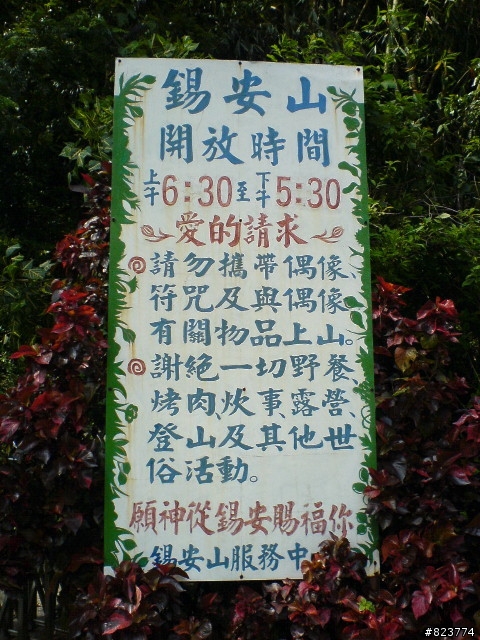 錫安山
開放時間
上午6:30至下午5:30
愛的請求
請勿攜帶偶像
符咒及與偶像
有關物品上山。
謝絕一切野餐
烤肉、炊事、露營、
登山及其他世
俗活動。
願神從錫安賜福你
錫安山服務中
#823774